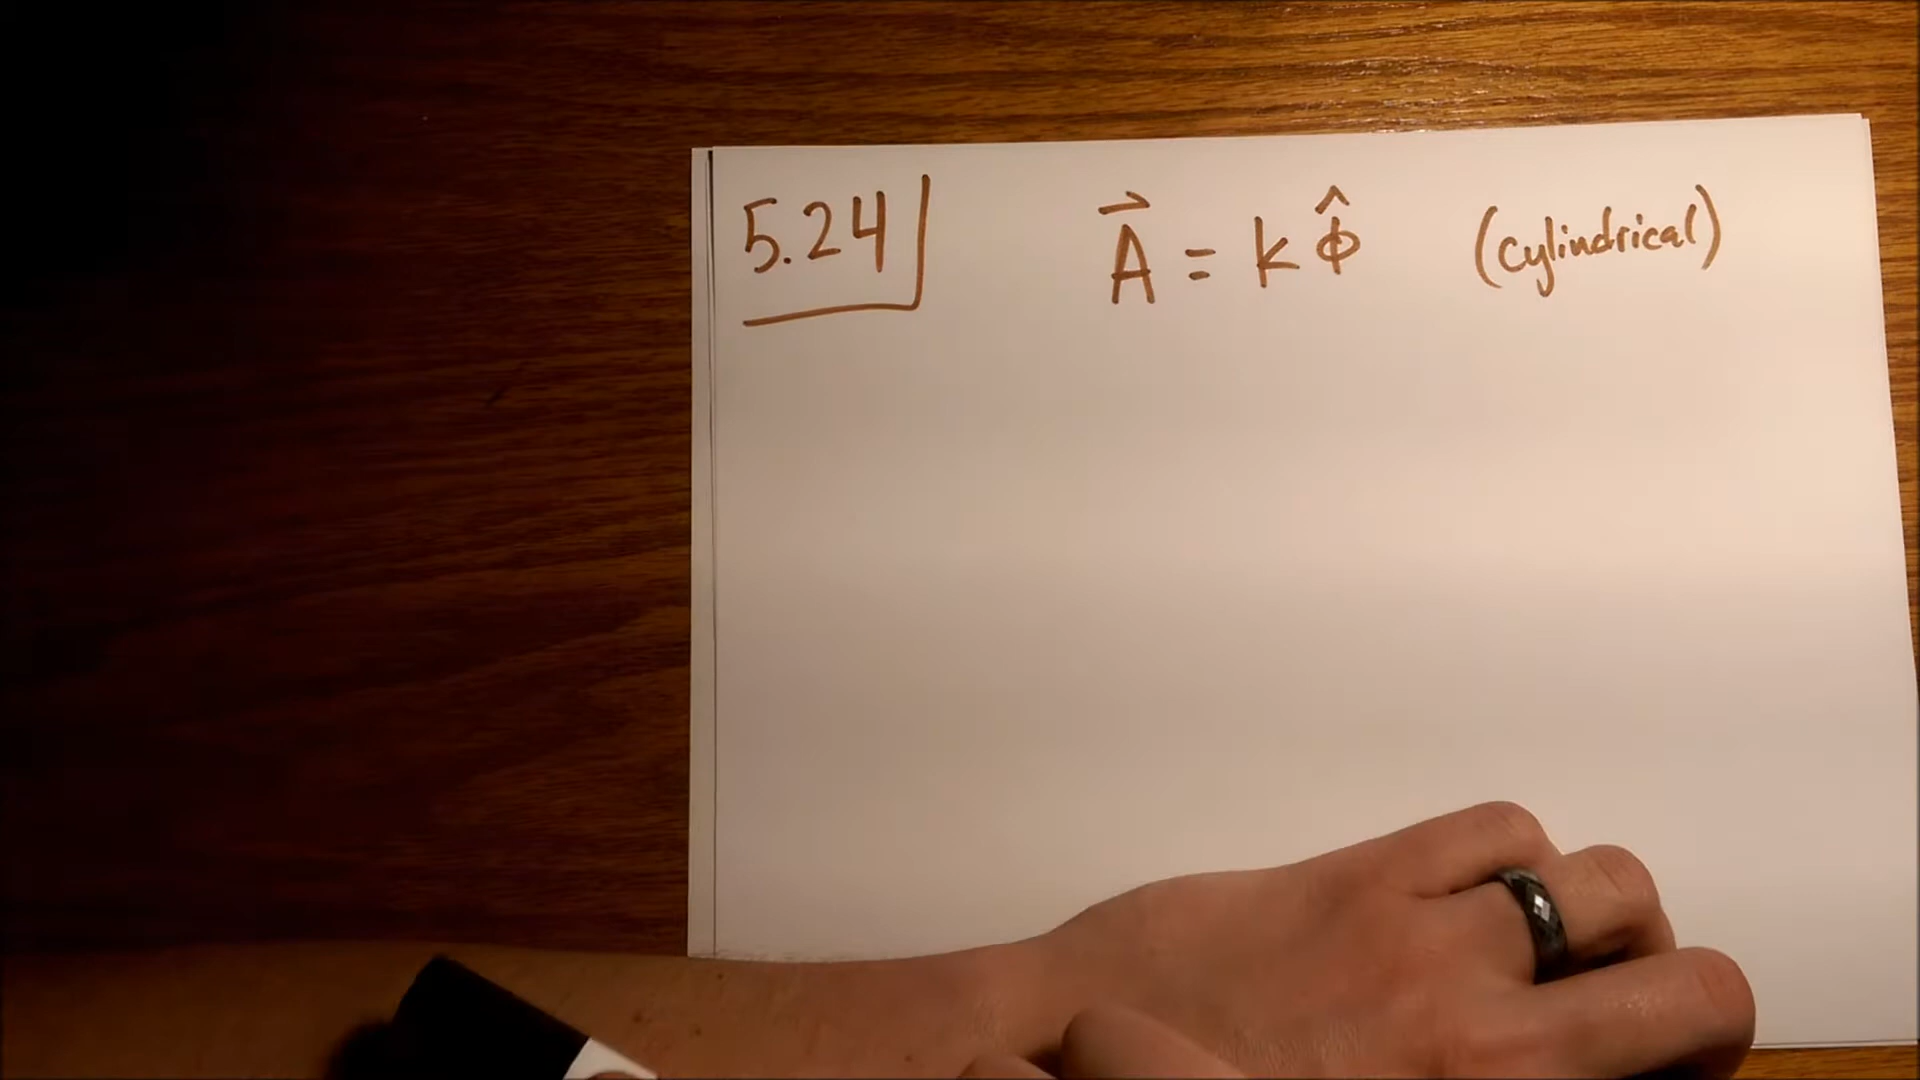 5.24 A⃗ = k ϕ̂ (cylindrical)